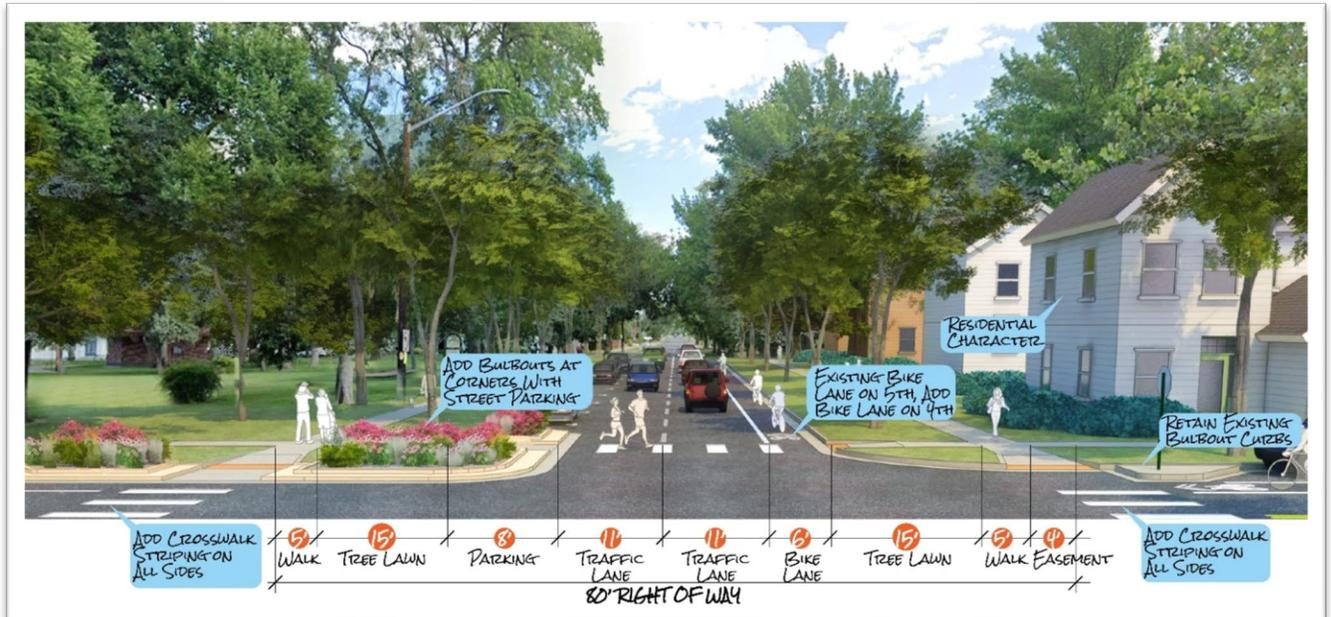 RESIDENTIAL
CHARACTER
ADD BULBOUTS AT
CORNERS WITH
STREET PARKING
EXISTING BIKE
LANE ON 5TH, ADD
BIKE LANE ON 4TH
RETAIN EXISTING
BULBOUT CURBS
ADD CROSSWALK
STRIPING ON
ALL SIDES
5'
WALK
15'
TREE LAWN
8'
PARKING
11'
TRAFFIC
LANE
11'
TRAFFIC
LANE
6'
BIKE
LANE
15'
TREE LAWN
5'
WALK
4'
EASEMENT
ADD CROSSWALK
STRIPING ON
ALL SIDES
80' RIGHT OF WAY